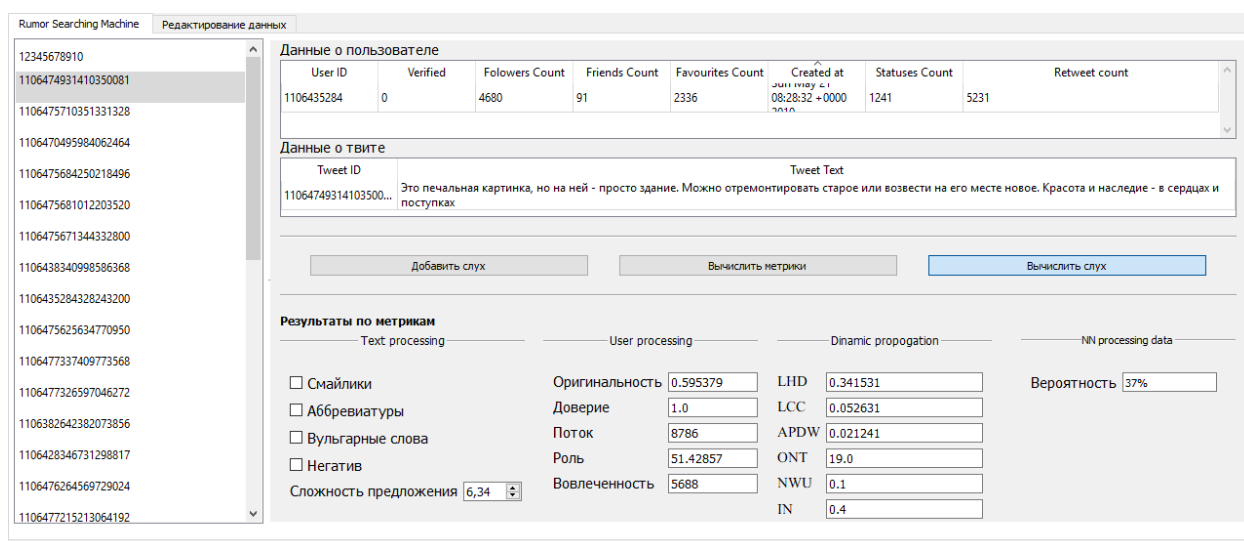 Rumor Searching Machine Редактирование данных
12345678910
1106474931410350081
1106475710351331328
1106470495984062464
1106475684250218496
1106475681012203520
1106475671344332800
1106438340998586368
1106435284328243200
1106475625634770950
1106477337409773568
1106477326597046272
1106382642382073856
1106428346731298817
1106476264569729024
1106477215213064192
Данные о пользователе
User ID Verified Folowers Count Friends Count Favourites Count Created at Statuses Count Retweet count
1106435284 0 4680 91 2336 08:28:32 +0000 1241 5231
Данные о твите
Tweet ID Tweet Text
11064749314103500... Это печальная картинка, но на ней - просто здание. Можно отремонтировать старое или возвести на его месте новое. Красота и наследие - в сердцах и
поступках
Добавить слух Вычислить метрики Вычислить слух
Результаты по метрикам
Text processing User processing Dinamic propogation NN processing data
Смайлики Оригинальность 0.595379 LHD 0.341531 Вероятность 37%
Аббревиатуры Доверие 1.0 LCC 0.052631
Вульгарные слова Поток 8786 APDW 0.021241
Негатив Роль 51.42857 ONT 19.0
Сложность предложения 6,34 Вовлеченность 5688 NWU 0.1
IN 0.4